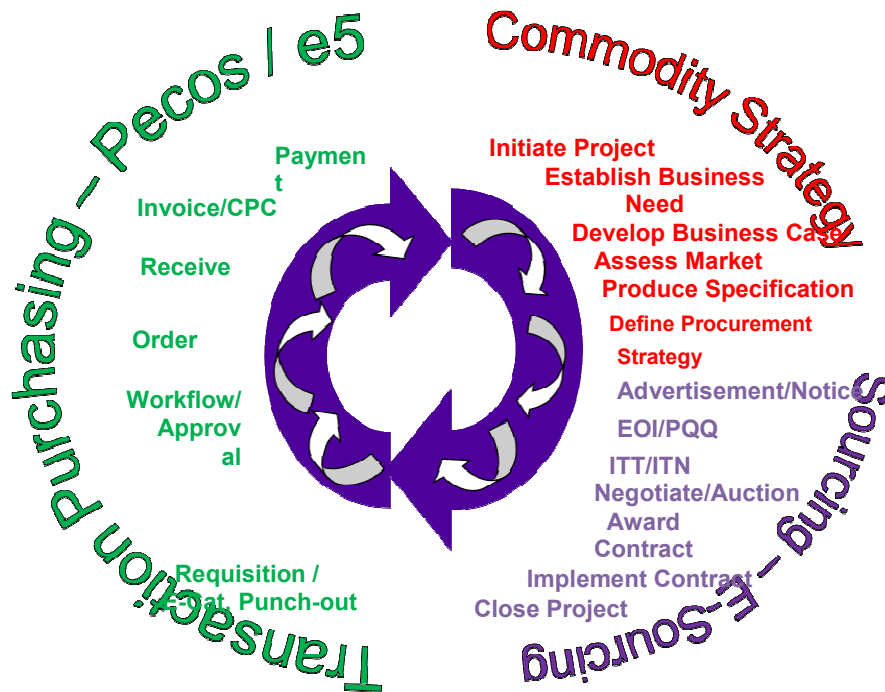 Transaction Purchasing – Pecos / e5
Commodity Strategy
Sourcing – E-Sourcing
Paymen
t
Invoice/CPC
Receive
Order
Workflow/
Approv
al
Requisition /
E-Cat, Punch-out
Initiate Project
Establish Business
Need
Develop Business Case
Assess Market
Produce Specification
Define Procurement
Strategy
Advertisement/Notice
EOI/PQQ
ITT/ITN
Negotiate/Auction
Award
Contract
Implement Contract
Close Project